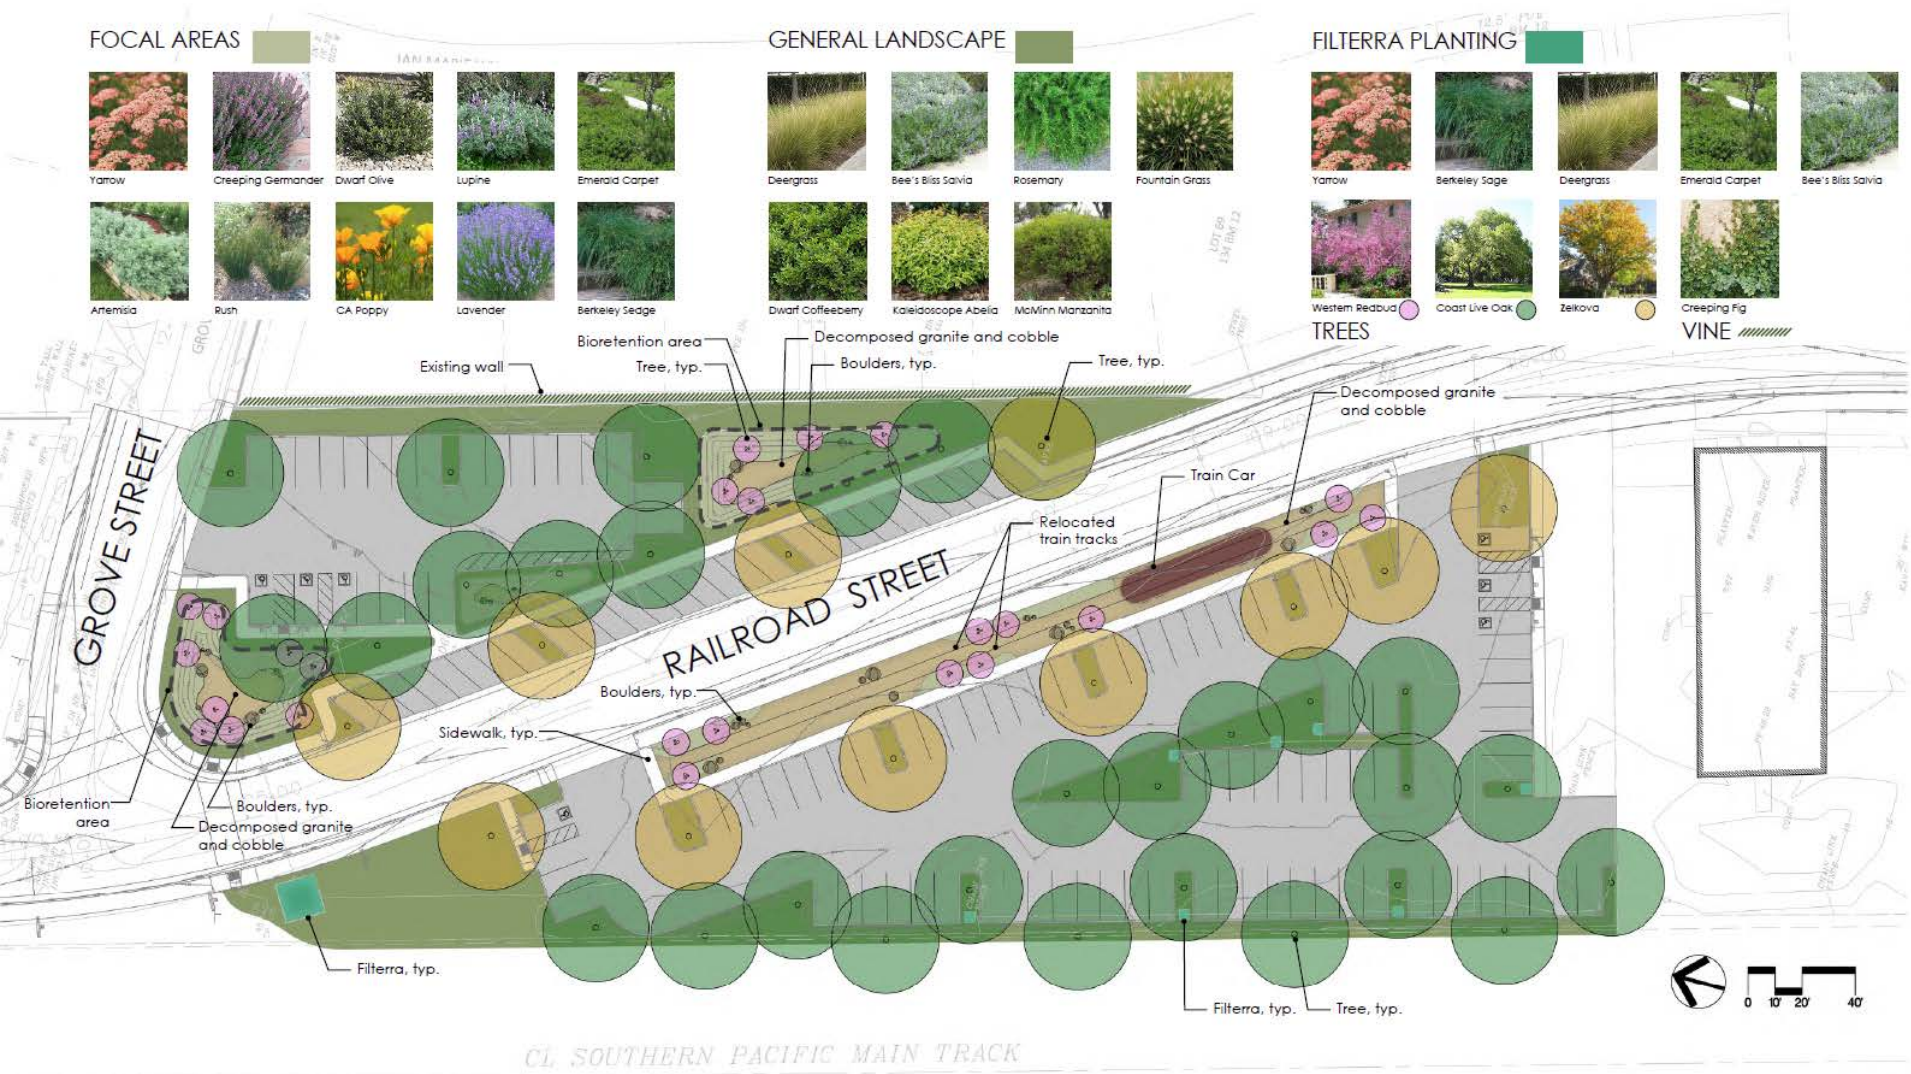 FOCAL AREAS
Yarrow
Creeping Germander
Dwarf Olive
Lupine
Emerald Carpet
Artemisia
Rush
CA Poppy
Lavender
Berkeley Sedge
GENERAL LANDSCAPE
Deergrass
Bee's Bliss Salvia
Rosemary
Fountain Grass
Dwarf Coffeeberry
Kaleidoscope Abelia
McMinn Manzanita
FILTERRA PLANTING
Yarrow
Berkeley Sage
Deergrass
Emerald Carpet
Bee's Bliss Salvia
Western Redbud
Coast Live Oak
Zelkova
Creeping Fig
TREES
VINE
LOT 69
134 BM 12
Existing wall
Bioretention area
Tree, typ.
Decomposed granite and cobble
Boulders, typ.
Tree, typ.
Decomposed granite
and cobble
Train Car
Relocated
train tracks
GROVE STREET
RAILROAD STREET
Boulders, typ.
Sidewalk, typ.
Bioretention
area
Boulders, typ.
Decomposed granite
and cobble
Filterra, typ.
Filterra, typ.
Tree, typ.
0 10' 20' 40'
CL SOUTHERN PACIFIC MAIN TRACK